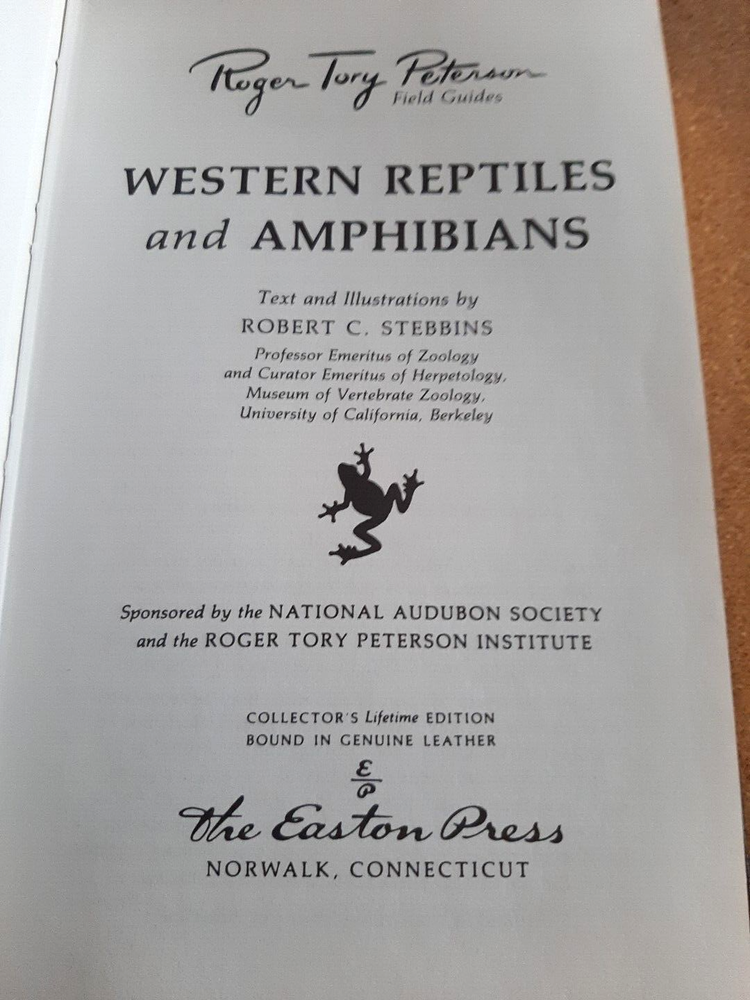 Roger Tory Peterson
Field Guides
WESTERN REPTILES
and AMPHIBIANS
Text and Illustrations by
ROBERT C. STEBBINS
Professor Emeritus of Zoology
and Curator Emeritus of Herpetology,
Museum of Vertebrate Zoology,
University of California, Berkeley
Sponsored by the NATIONAL AUDUBON SOCIETY
and the ROGER TORY PETERSON INSTITUTE
COLLECTOR'S Lifetime EDITION
BOUND IN GENUINE LEATHER
E
P
The Easton Press
NORWALK, CONNECTICUT